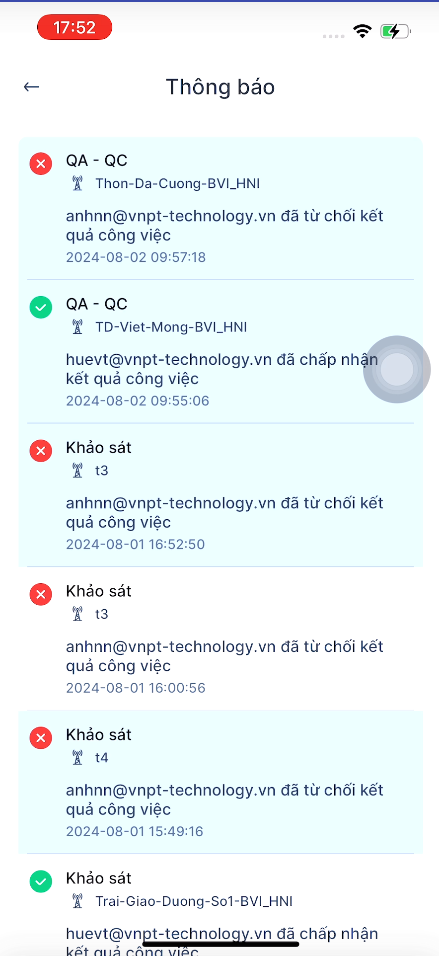 17:52
Thông báo
QA - QC
Thon-Da-Cuong-BVI_HNI
anhnn@vnpt-technology.vn đã từ chối kết
quả công việc
2024-08-02 09:57:18
QA - QC
TD-Viet-Mong-BVI_HNI
huevt@vnpt-technology.vn đã chấp nhận
kết quả công việc
2024-08-02 09:55:06
Khảo sát
t3
anhnn@vnpt-technology.vn đã từ chối kết
quả công việc
2024-08-01 16:52:50
Khảo sát
t3
anhnn@vnpt-technology.vn đã từ chối kết
quả công việc
2024-08-01 16:00:56
Khảo sát
t4
anhnn@vnpt-technology.vn đã từ chối kết
quả công việc
2024-08-01 15:49:16
Khảo sát
Trai-Giao-Duong-So1-BVI_HNI
huevt@vnpt-technology.vn đã chấp nhận
kết quả công việc